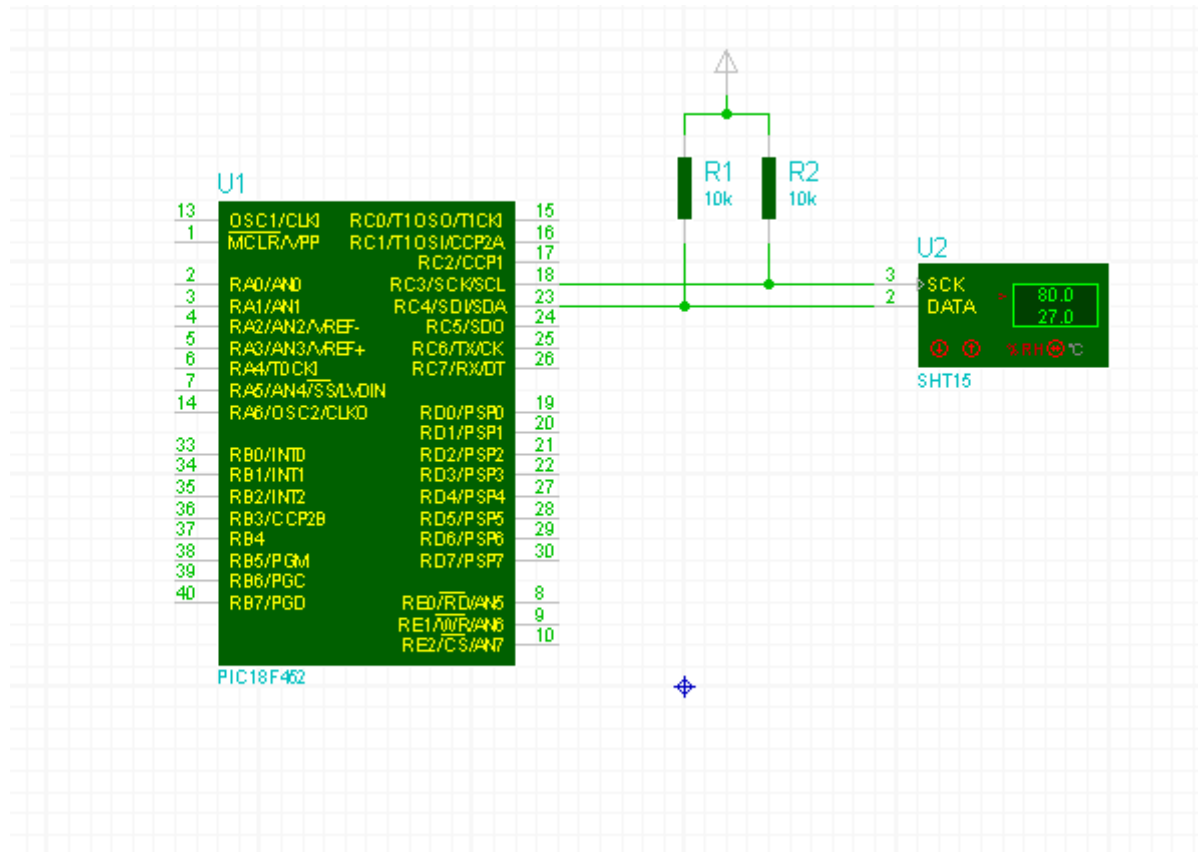 U1
13 OSC1/CLKI RC0/T1OSO/T1CKI 15
1 MCLR/VPP RC1/T1OSI/CCP2A 16
RC2/CCP1 17
2 RA0/AN0 RC3/SCK/SCL 18
3 RA1/AN1 RC4/SDI/SDA 23
4 RA2/AN2/VREF- RC5/SDO 24
5 RA3/AN3/VREF+ RC6/TX/CK 25
6 RA4/T0CKI RC7/RX/DT 26
7 RA5/AN4/SS/LVDIN
14 RA6/OSC2/CLKO RD0/PSP0 19
RD1/PSP1 20
33 RB0/INT0 RD2/PSP2 21
34 RB1/INT1 RD3/PSP3 22
35 RB2/INT2 RD4/PSP4 27
36 RB3/CCP2B RD5/PSP5 28
37 RB4 RD6/PSP6 29
38 RB5/PGM RD7/PSP7 30
39 RB6/PGC
40 RB7/PGD RE0/RD/AN5 8
RE1/WR/AN6 9
RE2/CS/AN7 10
PIC18F452
R1
10k
R2
10k
U2
3 SCK
2 DATA
>
80.0
27.0
%RH °C
SHT15